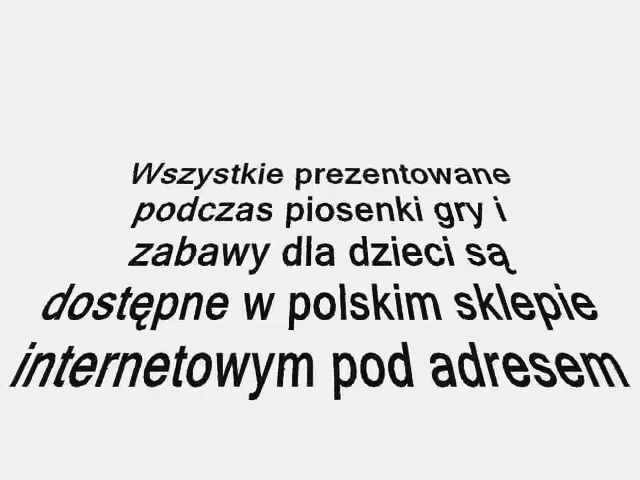 Wszystkie prezentowane
podczas piosenki gry i
zabawy dla dzieci są
dostępne w polskim sklepie
internetowym pod adresem